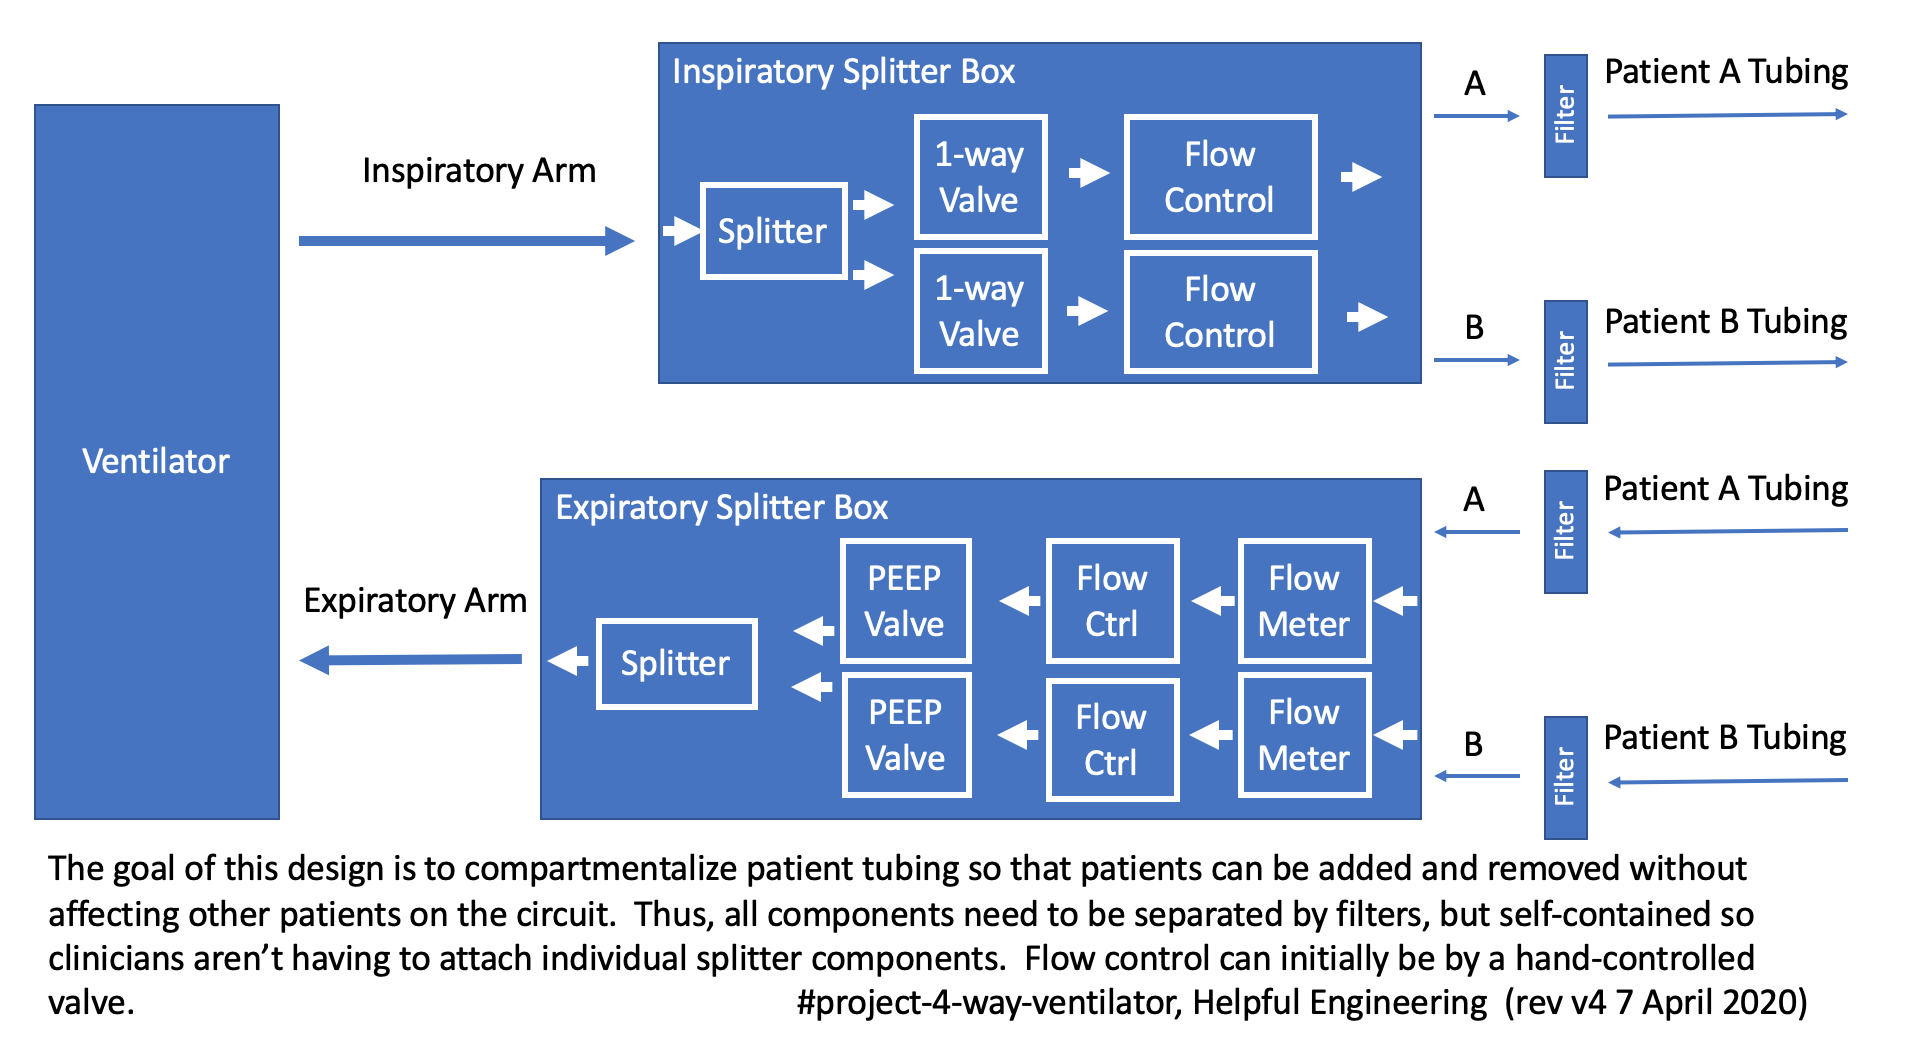 Inspiratory Splitter Box
A
Filter
Patient A Tubing
Inspiratory Arm
Splitter
1-way
Valve
Flow
Control
1-way
Valve
Flow
Control
B
Filter
Patient B Tubing
Ventilator
Expiratory Splitter Box
A
Filter
Patient A Tubing
Expiratory Arm
Splitter
PEEP
Valve
Flow
Ctrl
Flow
Meter
PEEP
Valve
Flow
Ctrl
Flow
Meter
B
Filter
Patient B Tubing
The goal of this design is to compartmentalize patient tubing so that patients can be added and removed without
affecting other patients on the circuit.  Thus, all components need to be separated by filters, but self-contained so
clinicians aren’t having to attach individual splitter components.  Flow control can initially be by a hand-controlled
valve.
#project-4-way-ventilator, Helpful Engineering  (rev v4 7 April 2020)